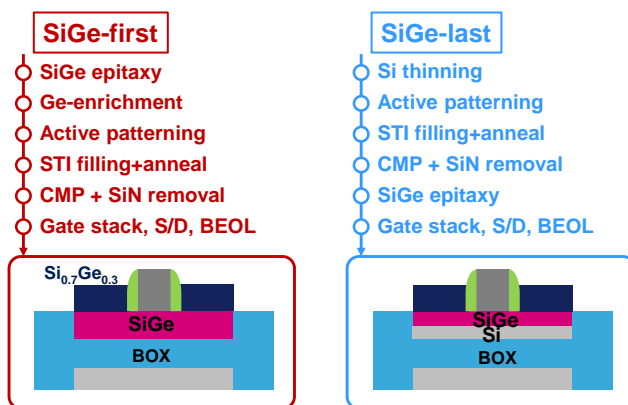 SiGe-first
SiGe epitaxy
Ge-enrichment
Active patterning
STI filling+anneal
CMP + SiN removal
Gate stack, S/D, BEOL
Si0.7Ge0.3
SiGe
BOX
SiGe-last
Si thinning
Active patterning
STI filling+anneal
CMP + SiN removal
SiGe epitaxy
Gate stack, S/D, BEOL
SiGe
Si
BOX